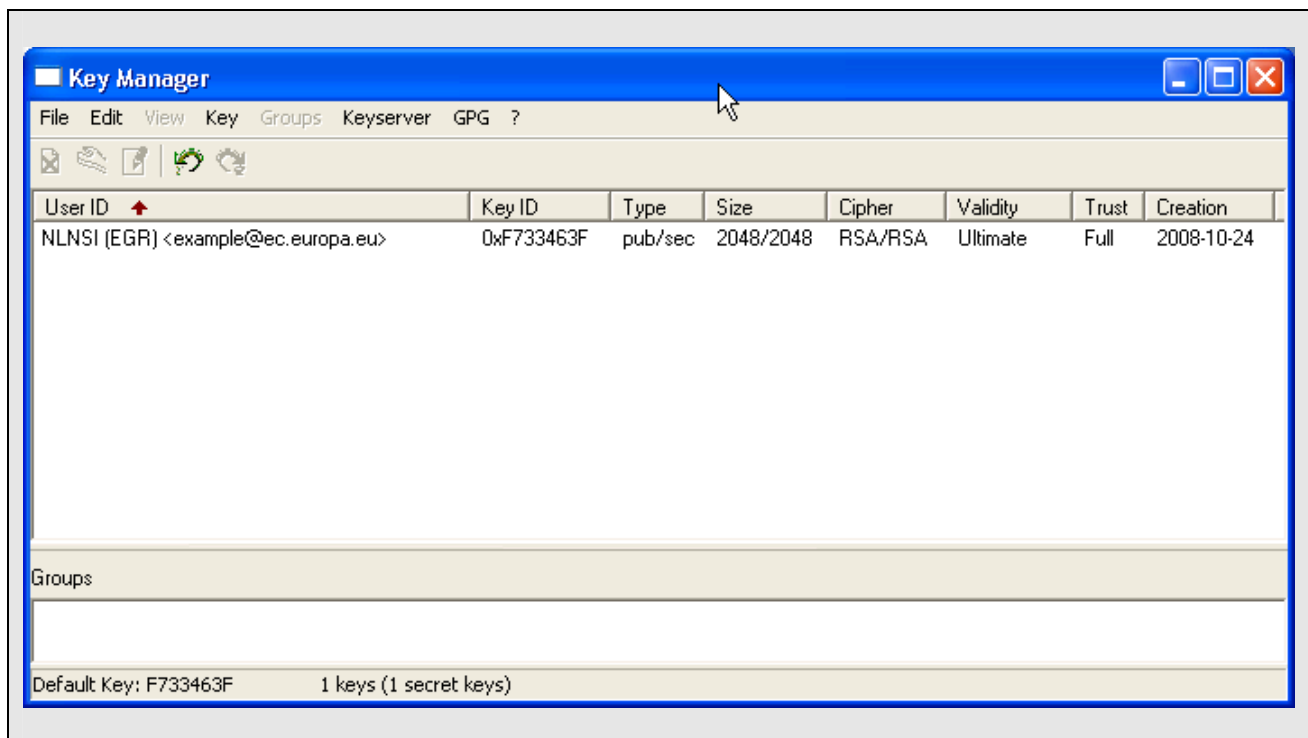 Key Manager
File Edit View Key Groups Keyserver GPG ?
User ID Key ID Type Size Cipher Validity Trust Creation
NLNSI (EGR) <example@ec.europa.eu> 0xF733463F pub/sec 2048/2048 RSA/RSA Ultimate Full 2008-10-24
Groups
Default Key: F733463F 1 keys (1 secret keys)